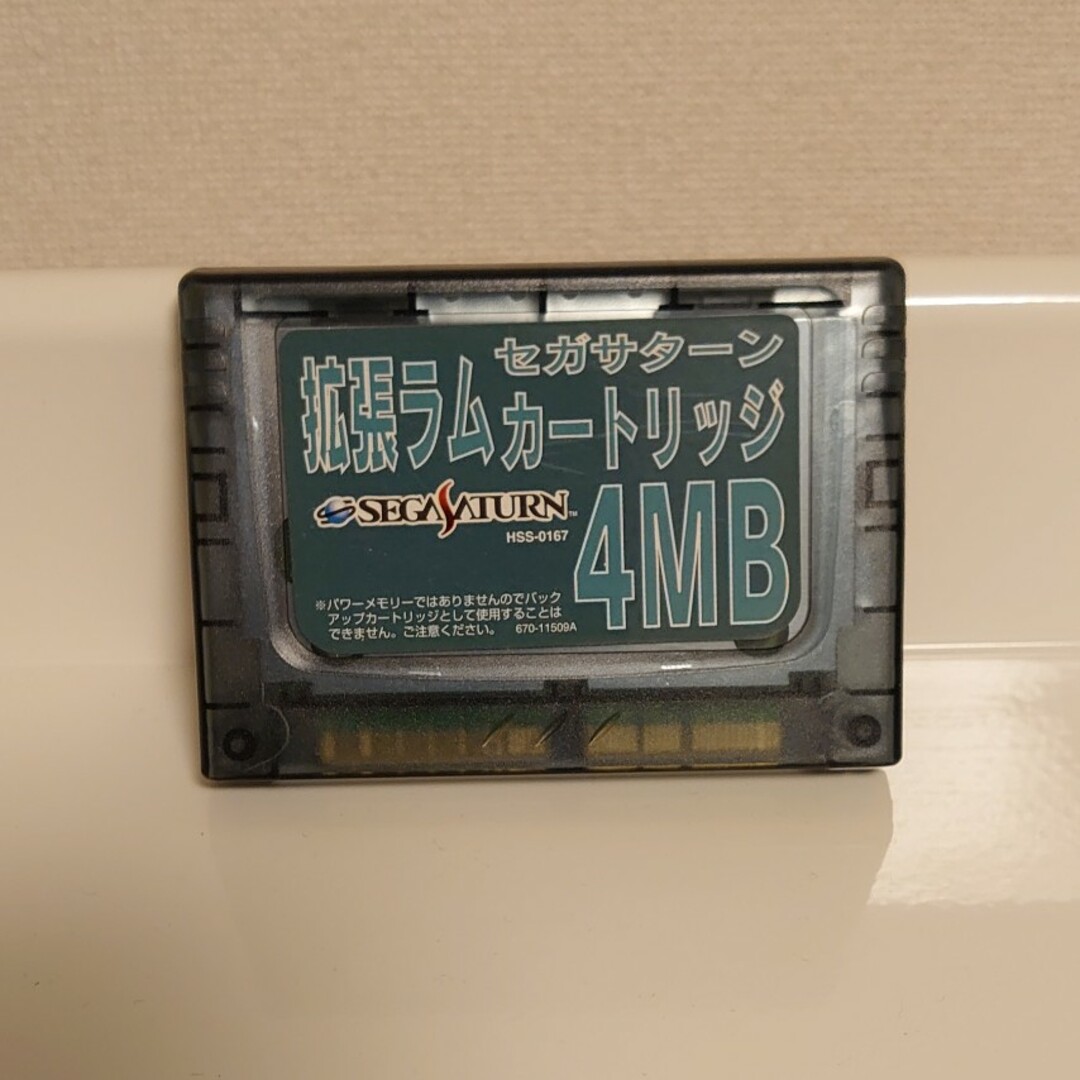 セガサターン
拡張ラムカートリッジ
SEGA SATURN™
HSS-0167
4MB
※パワーメモリーではありませんのでバック
アップカートリッジとして使用することは
できません。ご注意ください。 670-11509A